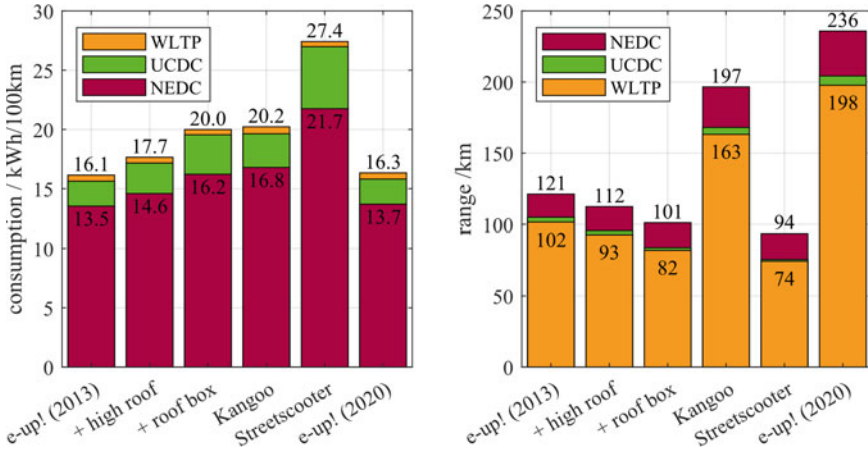 30
25
20
15
10
5
0
consumption / kWh/100km
WLTP
UCDC
NEDC
16.1
17.7
20.0
20.2
27.4
16.3
13.5
14.6
16.2
16.8
21.7
13.7
e-up! (2013)
+ high roof
+ roof box
Kangoo
Streetscooter
e-up! (2020)
250
200
150
100
50
0
range /km
NEDC
UCDC
WLTP
121
112
101
197
94
236
102
93
82
163
74
198
e-up! (2013)
+ high roof
+ roof box
Kangoo
Streetscooter
e-up! (2020)